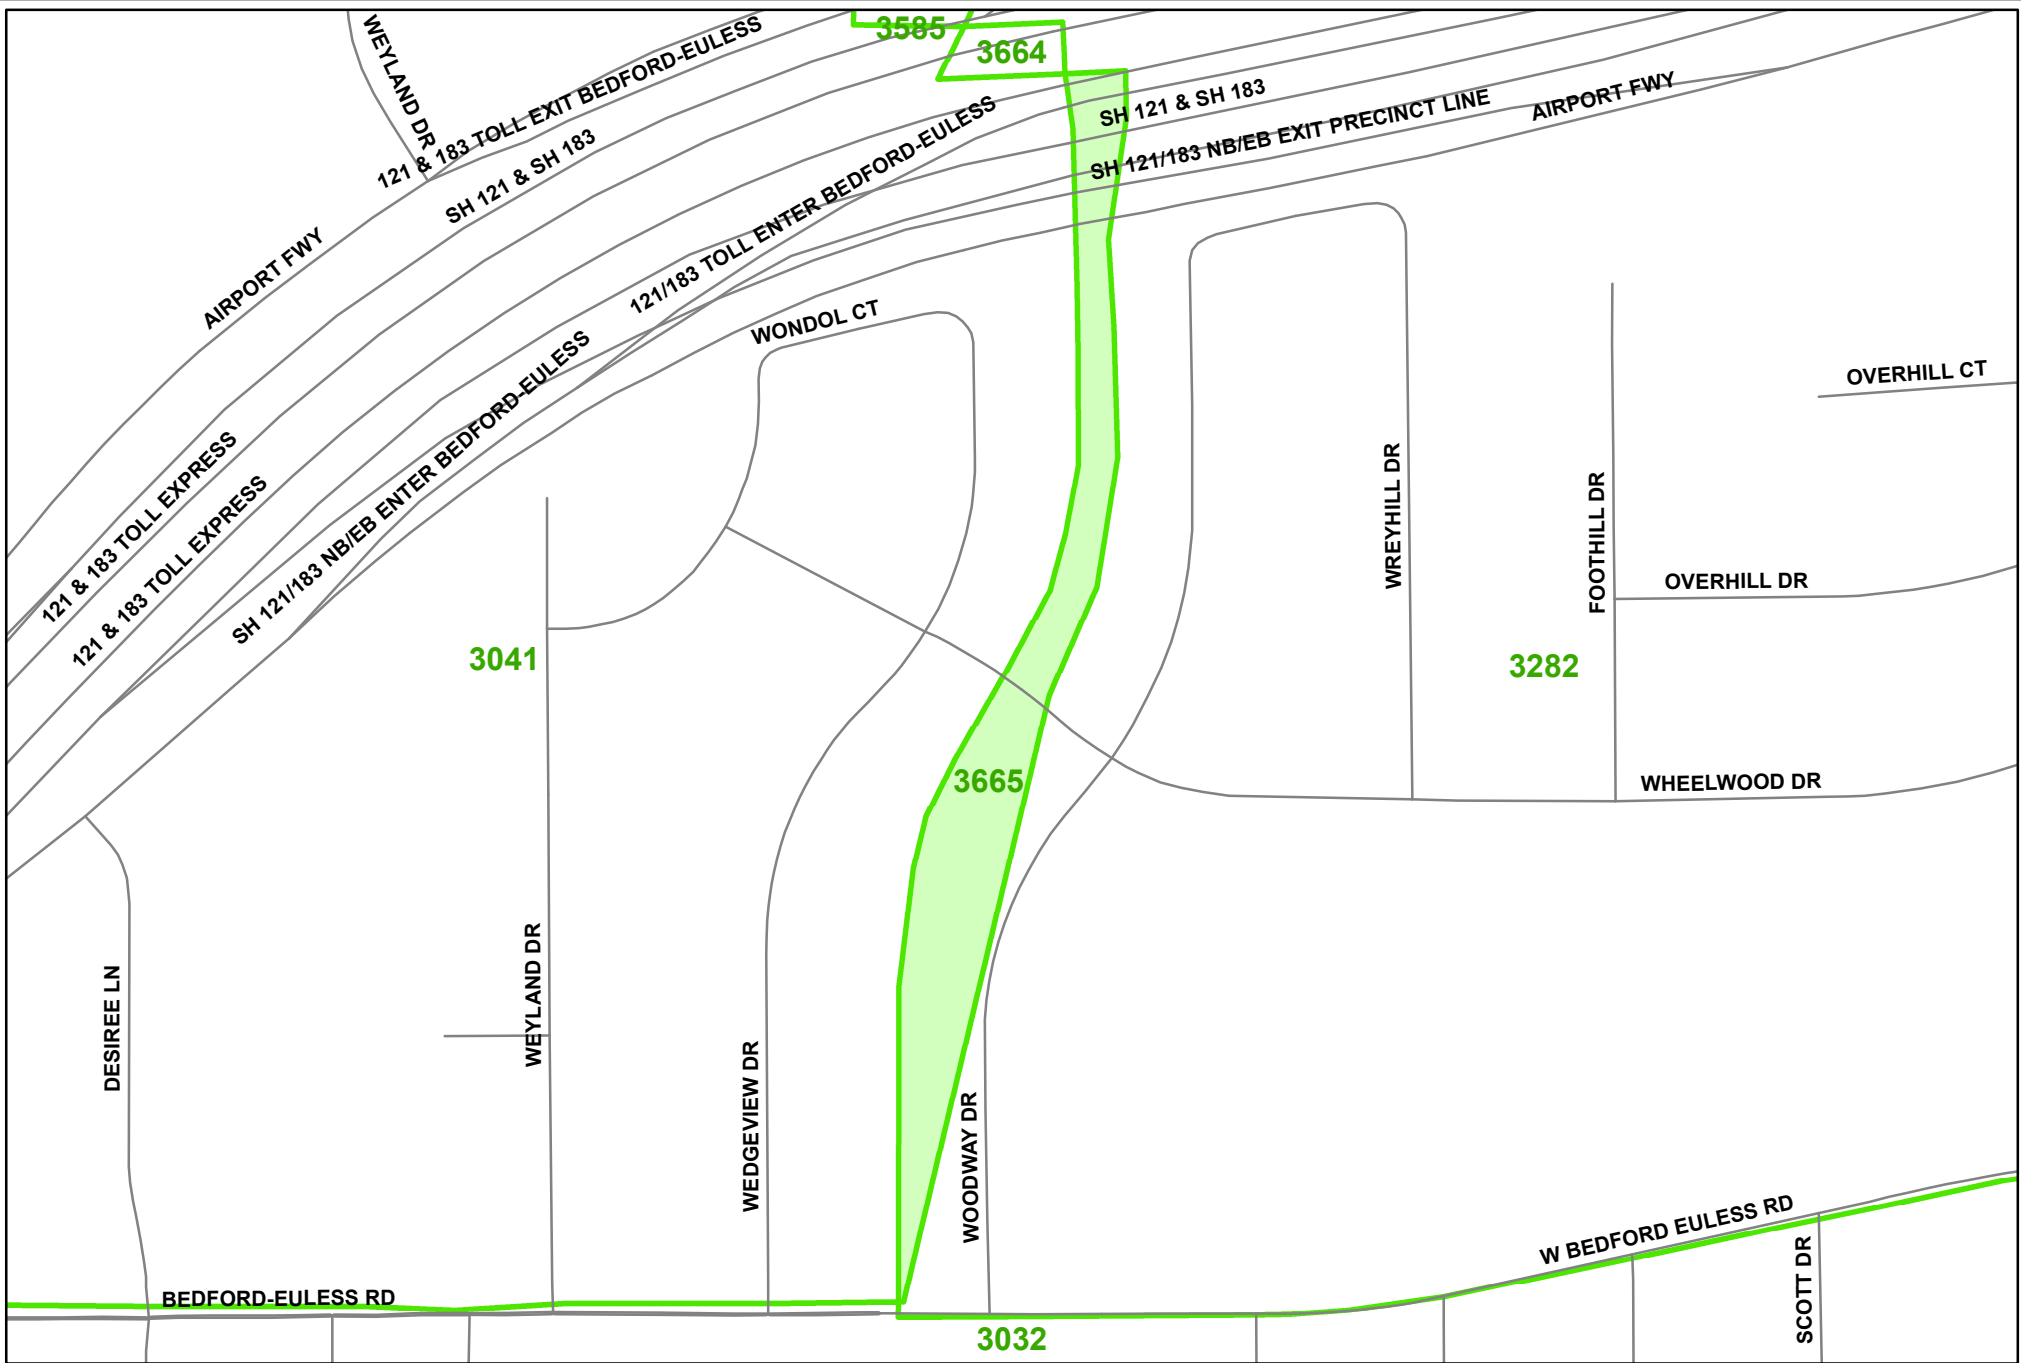 3585
3664
WEYLAND DR
121 & 183 TOLL EXIT BEDFORD-EULESS
SH 121 & SH 183
SH 121 & SH 183
SH 121/183 NB/EB EXIT PRECINCT LINE
AIRPORT FWY
AIRPORT FWY
121/183 TOLL ENTER BEDFORD-EULESS
WONDOL CT
OVERHILL CT
121 & 183 TOLL EXPRESS
121 & 183 TOLL EXPRESS
SH 121/183 NB/EB ENTER BEDFORD-EULESS
WREYHILL DR
FOOTHILL DR
OVERHILL DR
3041
3282
3665
WHEELWOOD DR
DESIREE LN
WEYLAND DR
WEDGEVIEW DR
WOODWAY DR
W BEDFORD EULESS RD
SCOTT DR
BEDFORD-EULESS RD
3032